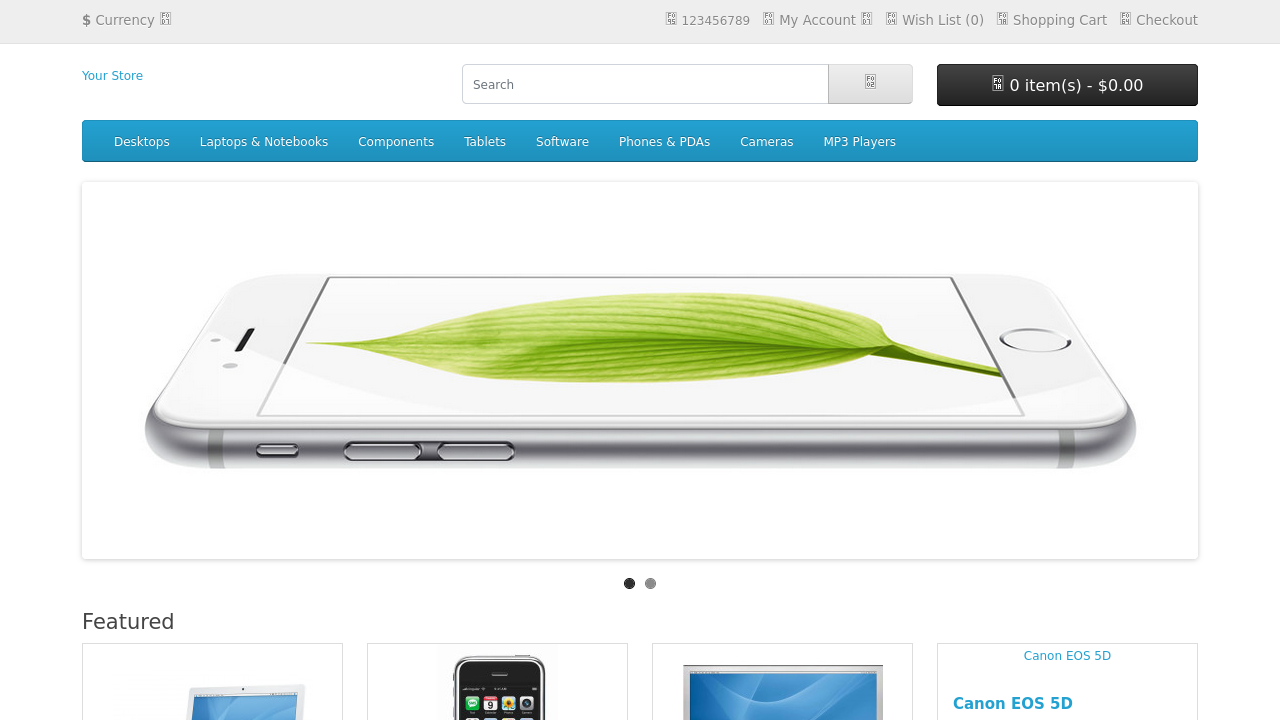 $ Currency
123456789 My Account Wish List (0) Shopping Cart Checkout
Your Store
Search
0 item(s) - $0.00
Desktops Laptops & Notebooks Components Tablets Software Phones & PDAs Cameras MP3 Players
Featured
Canon EOS 5D
Canon EOS 5D